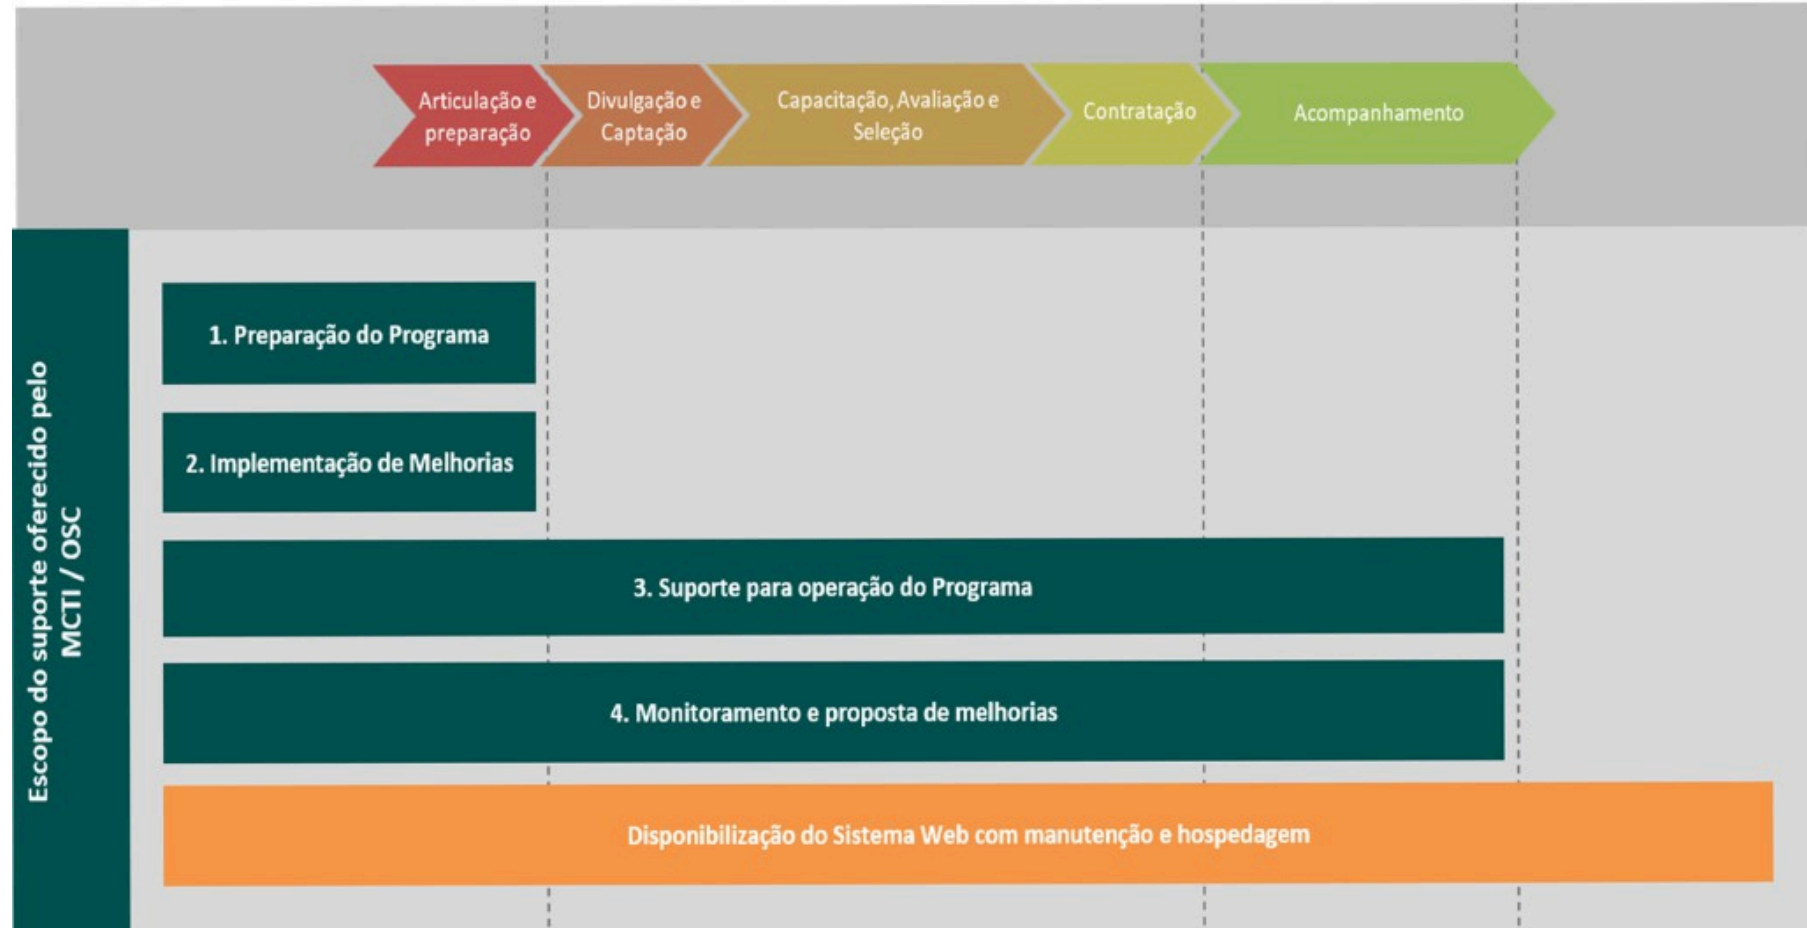 Articulação e
preparação
Divulgação e
Captação
Capacitação, Avaliação e
Seleção
Contratação
Acompanhamento
Escopo do suporte oferecido pelo
MCTI / OSC
1. Preparação do Programa
2. Implementação de Melhorias
3. Suporte para operação do Programa
4. Monitoramento e proposta de melhorias
Disponibilização do Sistema Web com manutenção e hospedagem